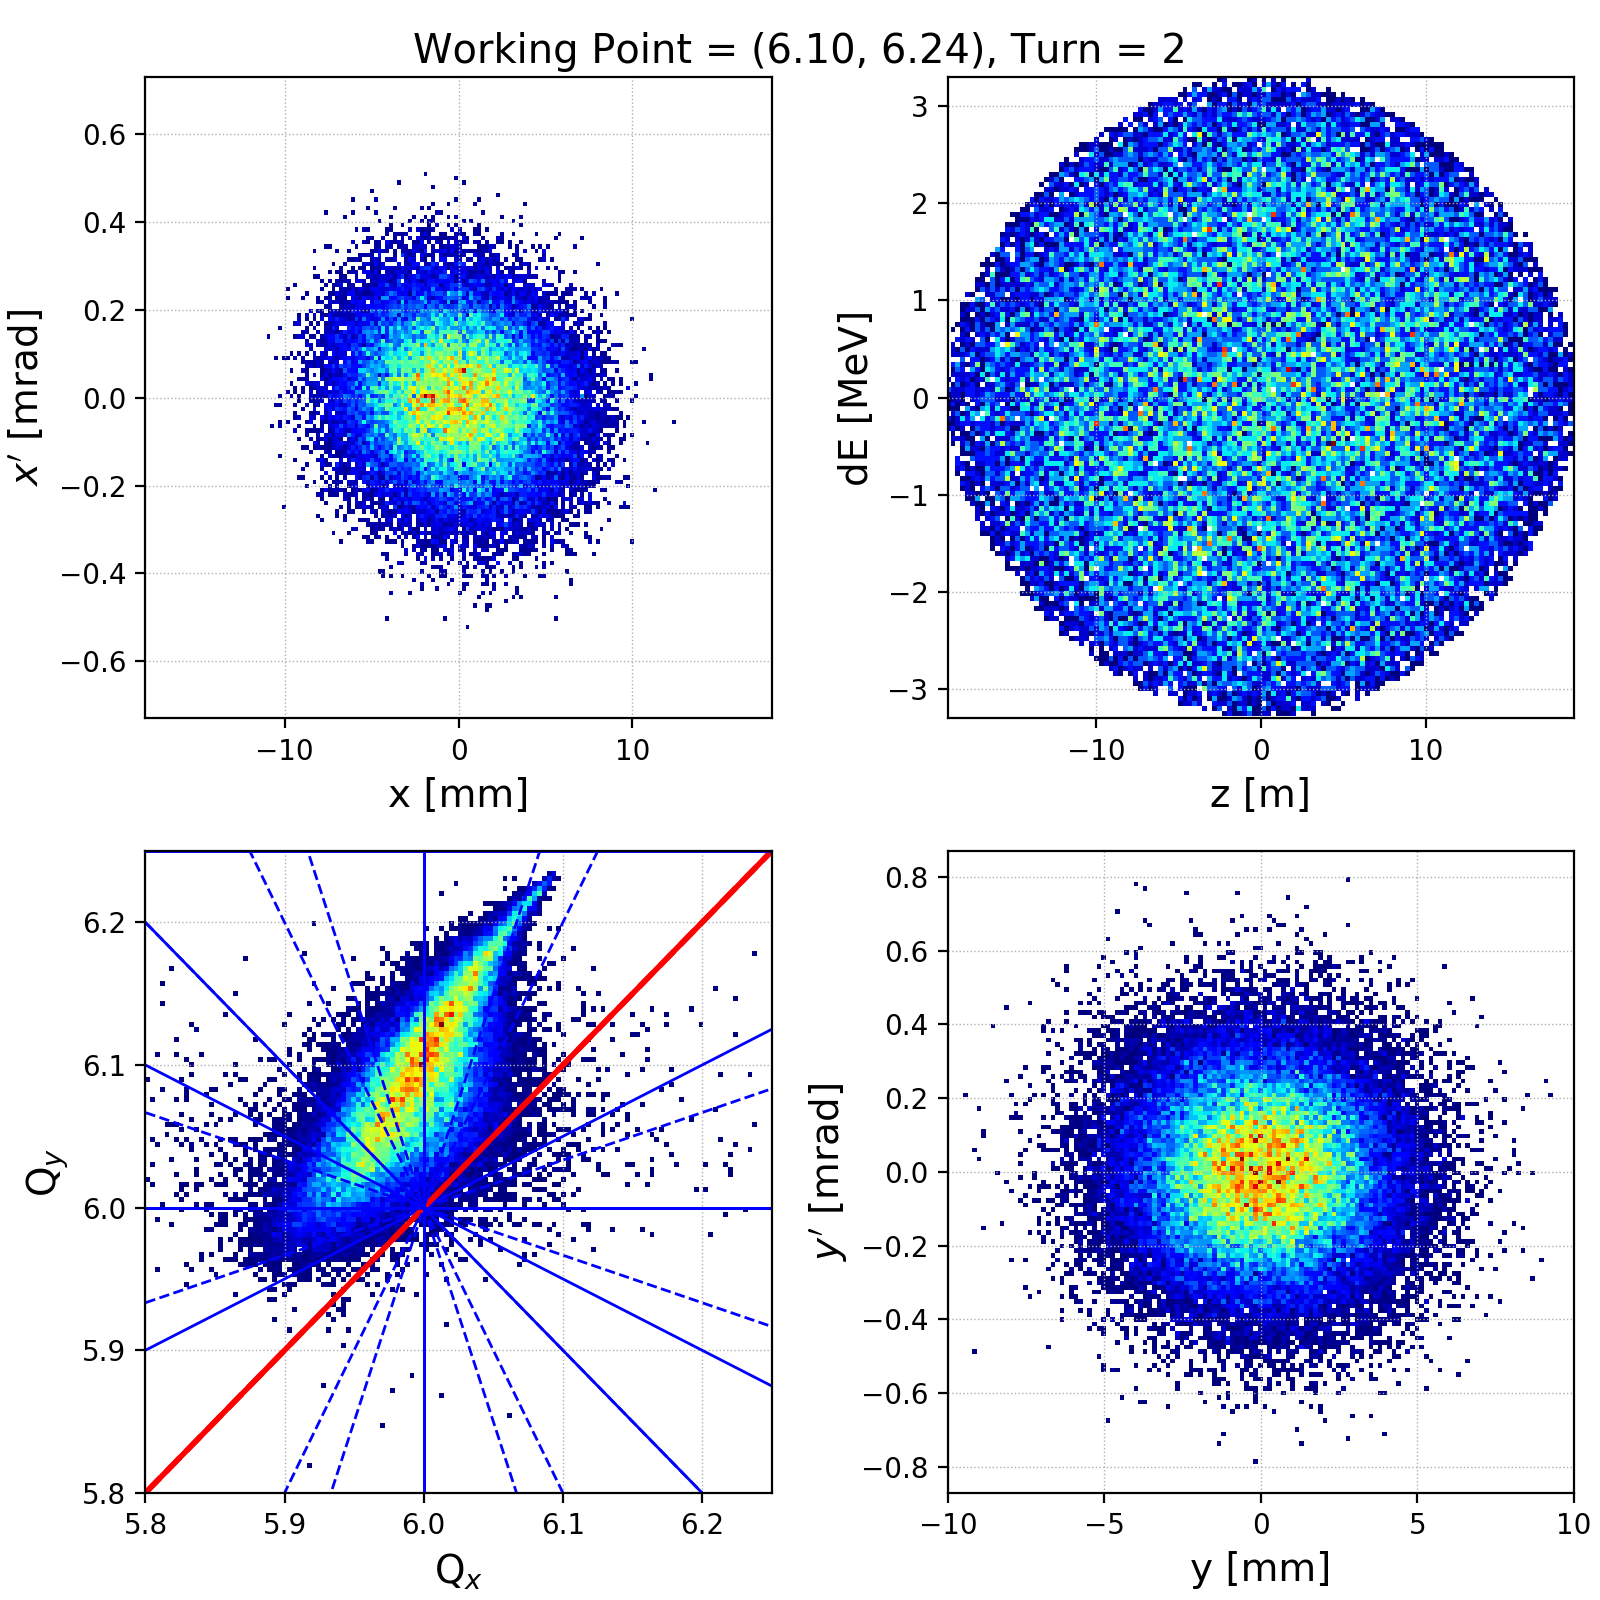 Working Point = (6.10, 6.24), Turn = 2
0.6
0.4
0.2
0.0
−0.2
−0.4
−0.6
x′ [mrad]
−10 0 10
x [mm]
3
2
1
0
−1
−2
−3
dE [MeV]
−10 0 10
z [m]
6.2
6.1
6.0
5.9
5.8
Qy
5.8 5.9 6.0 6.1 6.2
Qx
0.8
0.6
0.4
0.2
0.0
−0.2
−0.4
−0.6
−0.8
y′ [mrad]
−10 −5 0 5 10
y [mm]